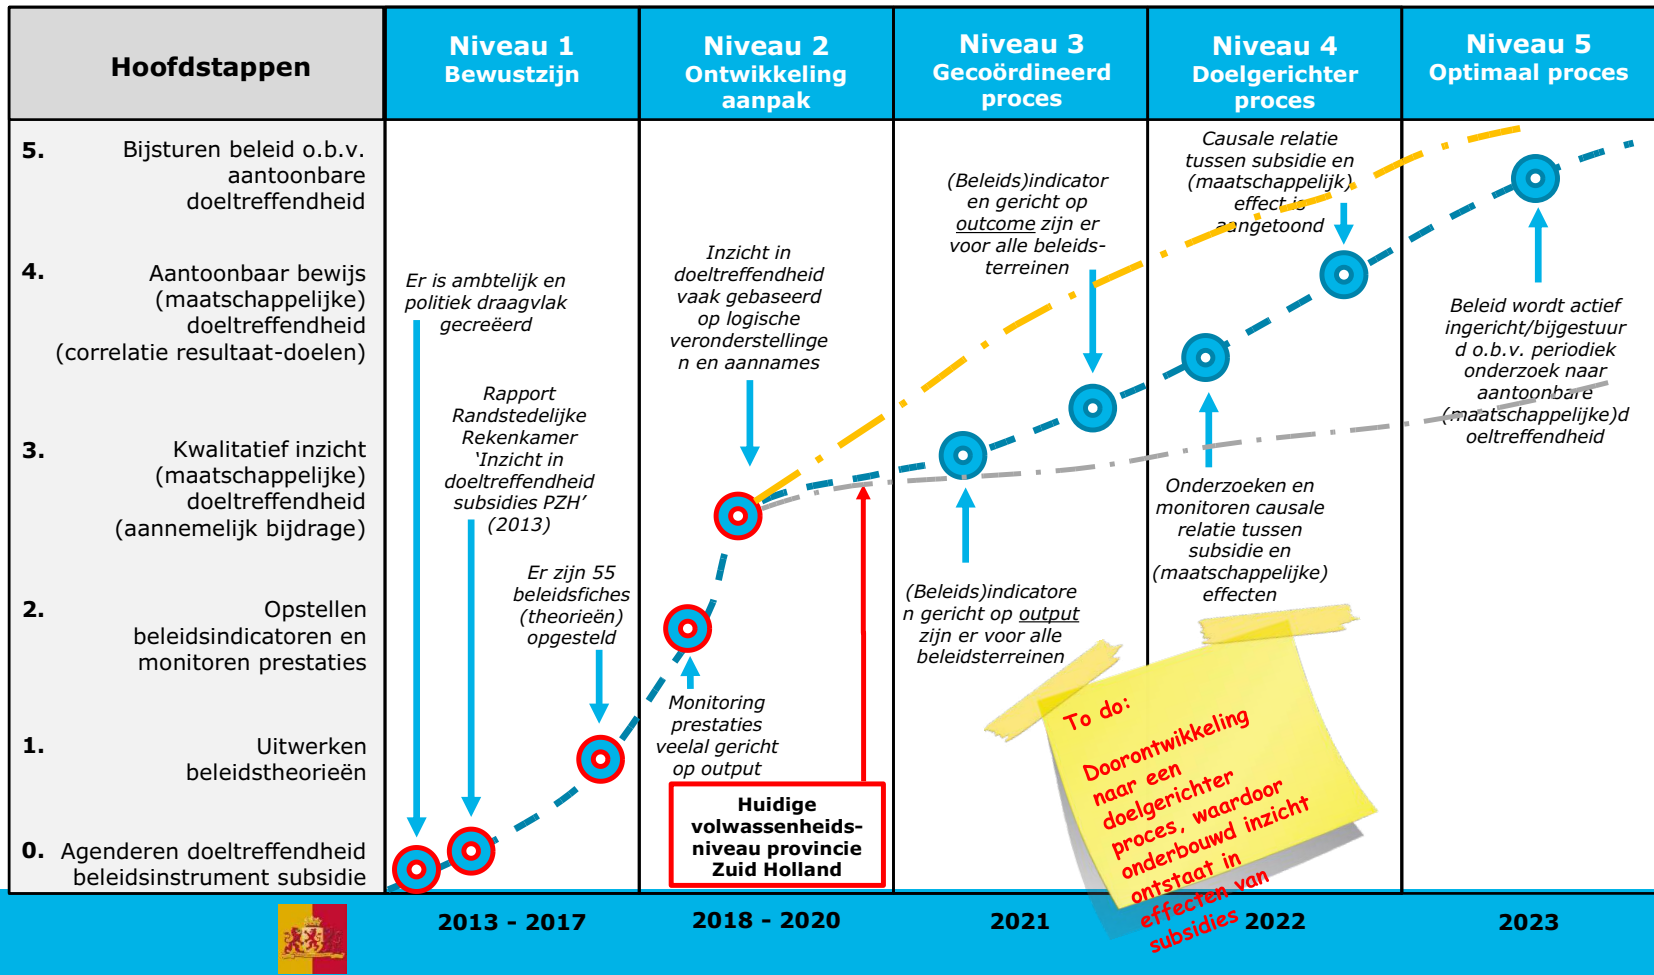 Hoofdstappen
Niveau 1
Bewustzijn
Niveau 2
Ontwikkeling
aanpak
Niveau 3
Gecoördineerd
proces
Niveau 4
Doelgerichter
proces
Niveau 5
Optimaal proces
5. Bijsturen beleid o.b.v.
aantoonbare
doeltreffendheid
4. Aantoonbaar bewijs
(maatschappelijke)
doeltreffendheid
(correlatie resultaat-doelen)
3. Kwalitatief inzicht
(maatschappelijke)
doeltreffendheid
(aannemelijk bijdrage)
2. Opstellen
beleidsindicatoren en
monitoren prestaties
1. Uitwerken
beleidstheorieën
0. Agenderen doeltreffendheid
beleidsinstrument subsidie
Er is ambtelijk en
politiek draagvlak
gecreëerd
Rapport
Randstedelijke
Rekenkamer
‘Inzicht in
doeltreffendheid
subsidies PZH’
(2013)
Er zijn 55
beleidsfiches
(theorieën)
opgesteld
Inzicht in
doeltreffendheid
vaak gebaseerd
op logische
veronderstellinge
n en aannames
Monitoring
prestaties
veelal gericht
op output
Huidige
volwassenheids-
niveau provincie
Zuid Holland
(Beleids)indicator
en gericht op
outcome zijn er
voor alle beleids-
terreinen
(Beleids)indicatore
n gericht op output
zijn er voor alle
beleidsterreinen
Causale relatie
tussen subsidie en
(maatschappelijk)
effect is
aangetoond
Onderzoeken en
monitoren causale
relatie tussen
subsidie en
(maatschappelijke)
effecten
Beleid wordt actief
ingericht/bijgestuur
d o.b.v. periodiek
onderzoek naar
aantoonbare
(maatschappelijke)d
oeltreffendheid
To do:
Doorontwikkeling
naar een
doelgerichter
proces, waardoor
onderbouwd inzicht
ontstaat in
effecten van
subsidies
2013 - 2017
2018 - 2020
2021
2022
2023